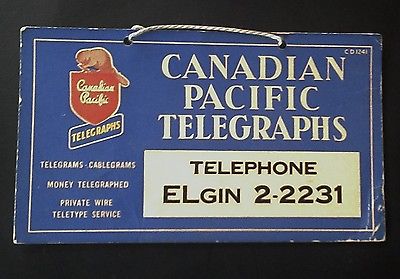 CD1241
Canadian
Pacific
TELEGRAPHS
CANADIAN
PACIFIC
TELEGRAPHS
TELEGRAMS - CABLEGRAMS
MONEY TELEGRAPHED
PRIVATE WIRE
TELETYPE SERVICE
TELEPHONE
ELgin 2-2231